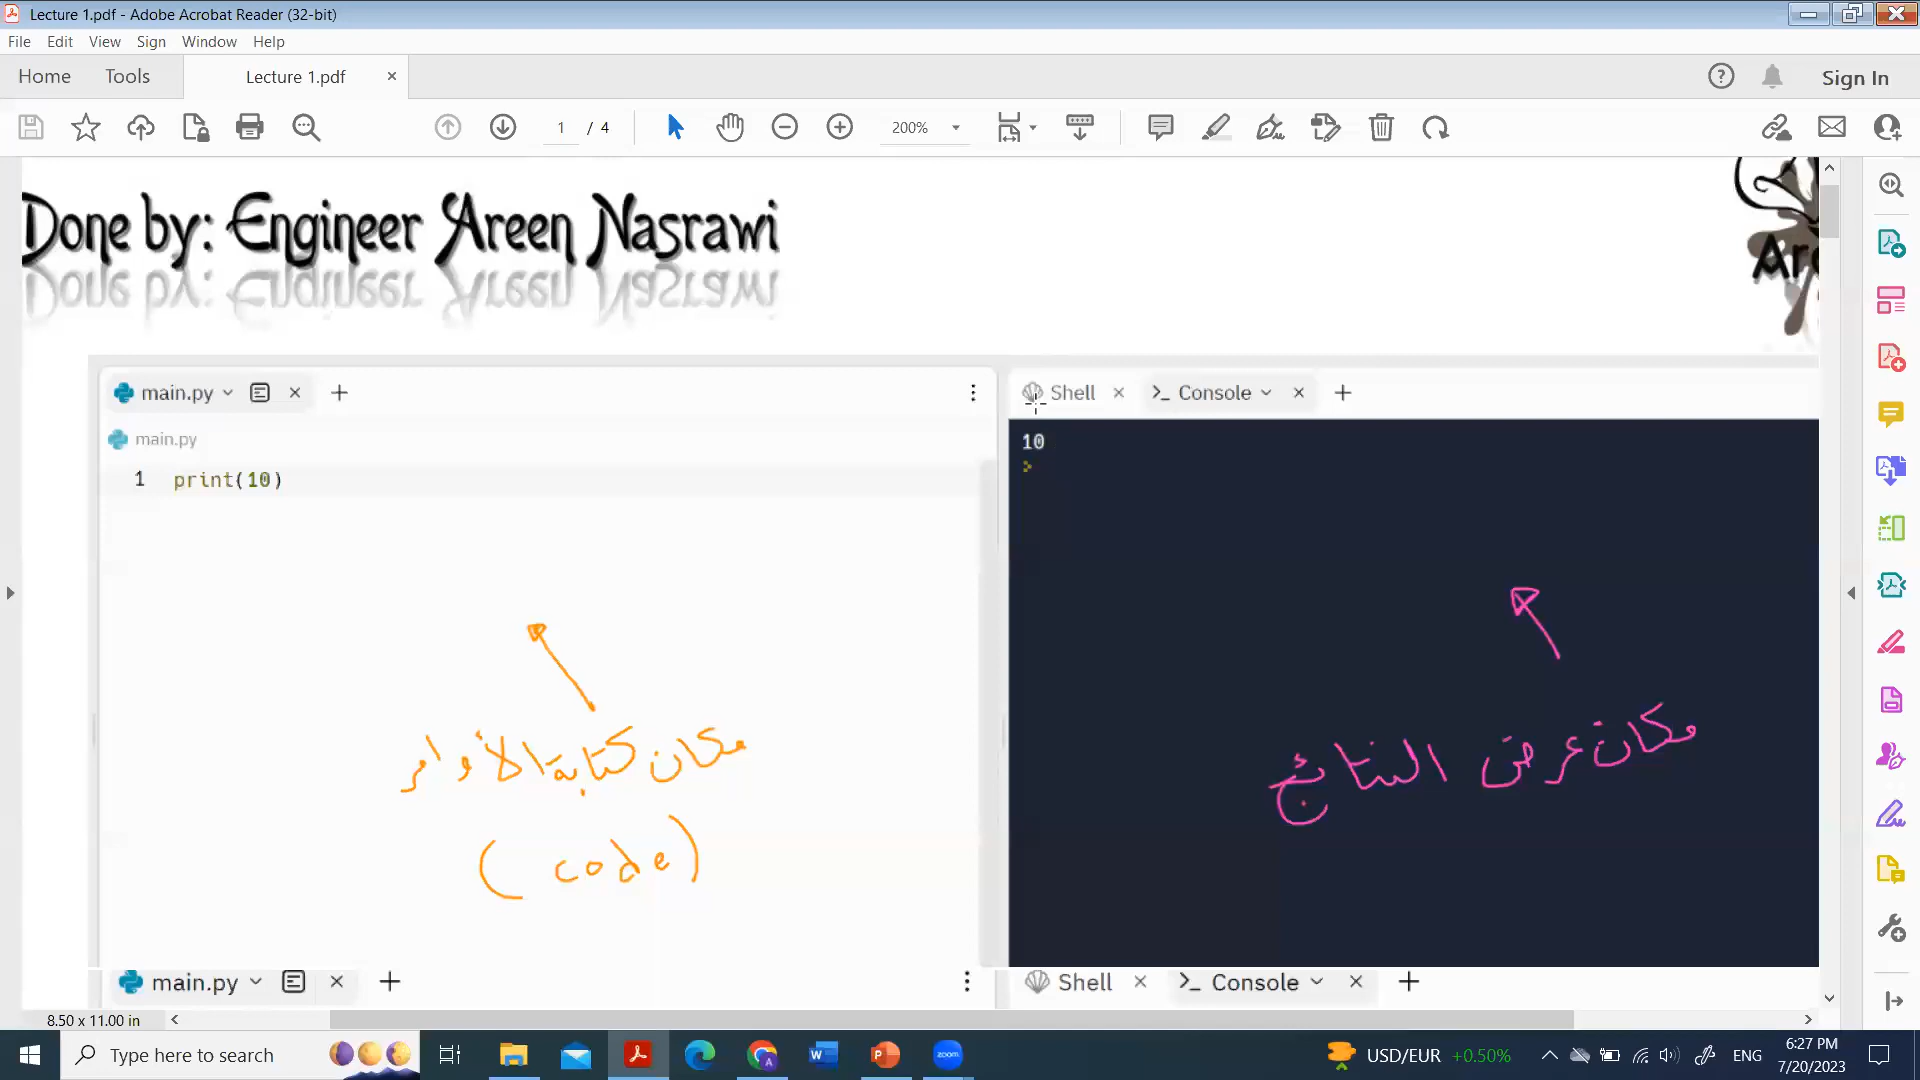 Lecture 1.pdf - Adobe Acrobat Reader (32-bit)
File Edit View Sign Window Help
Home Tools Lecture 1.pdf × Sign In
1 / 4 200%
Done by: Engineer Areen Nasrawi
main.py × + Shell × >_ Console × +
main.py
1 print(10)
10
>
مكان كتابة الأوامر
(code)
مكان عرض النتائج
main.py × + Shell × >_ Console × +
8.50 x 11.00 in
Type here to search
zoom
USD/EUR +0.50%
ENG
6:27 PM
7/20/2023